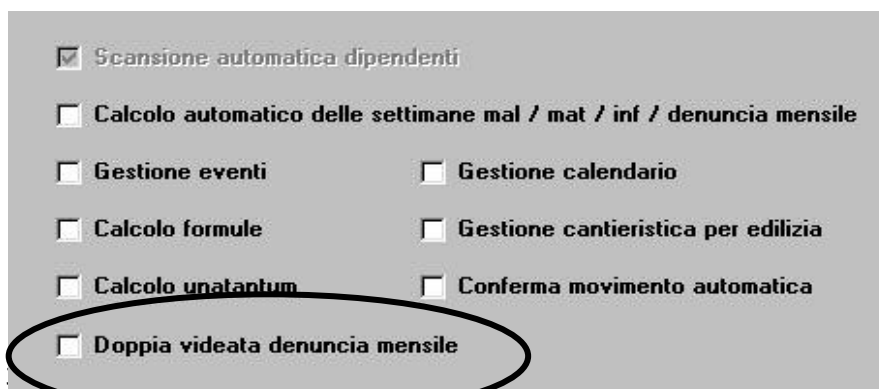 Scansione automatica dipendenti
Calcolo automatico delle settimane mal / mat / inf / denuncia mensile
Gestione eventi Gestione calendario
Calcolo formule Gestione cantieristica per edilizia
Calcolo unatantum Conferma movimento automatica
Doppia videata denuncia mensile